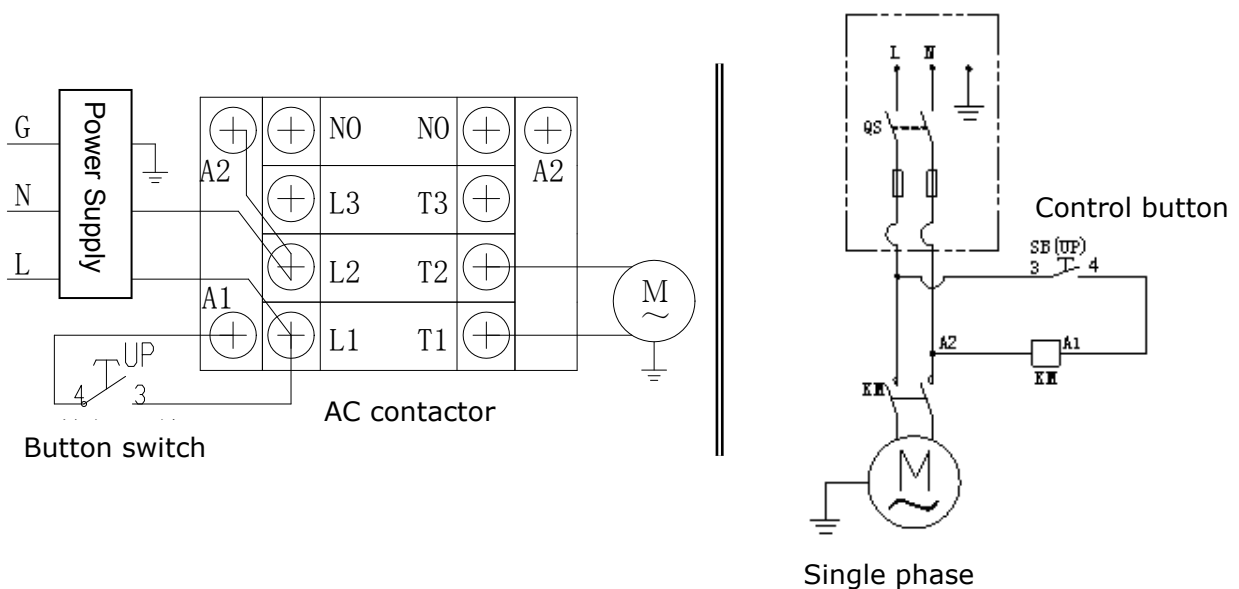 G
N
L
Power Supply
A2
NO NO
A2
L3 T3
L2 T2
A1
L1 T1
M
UP
4 3
Button switch
AC contactor
L N
QS
Control button
SB(UP)
3 4
A2
A1
KM
KM
M
Single phase